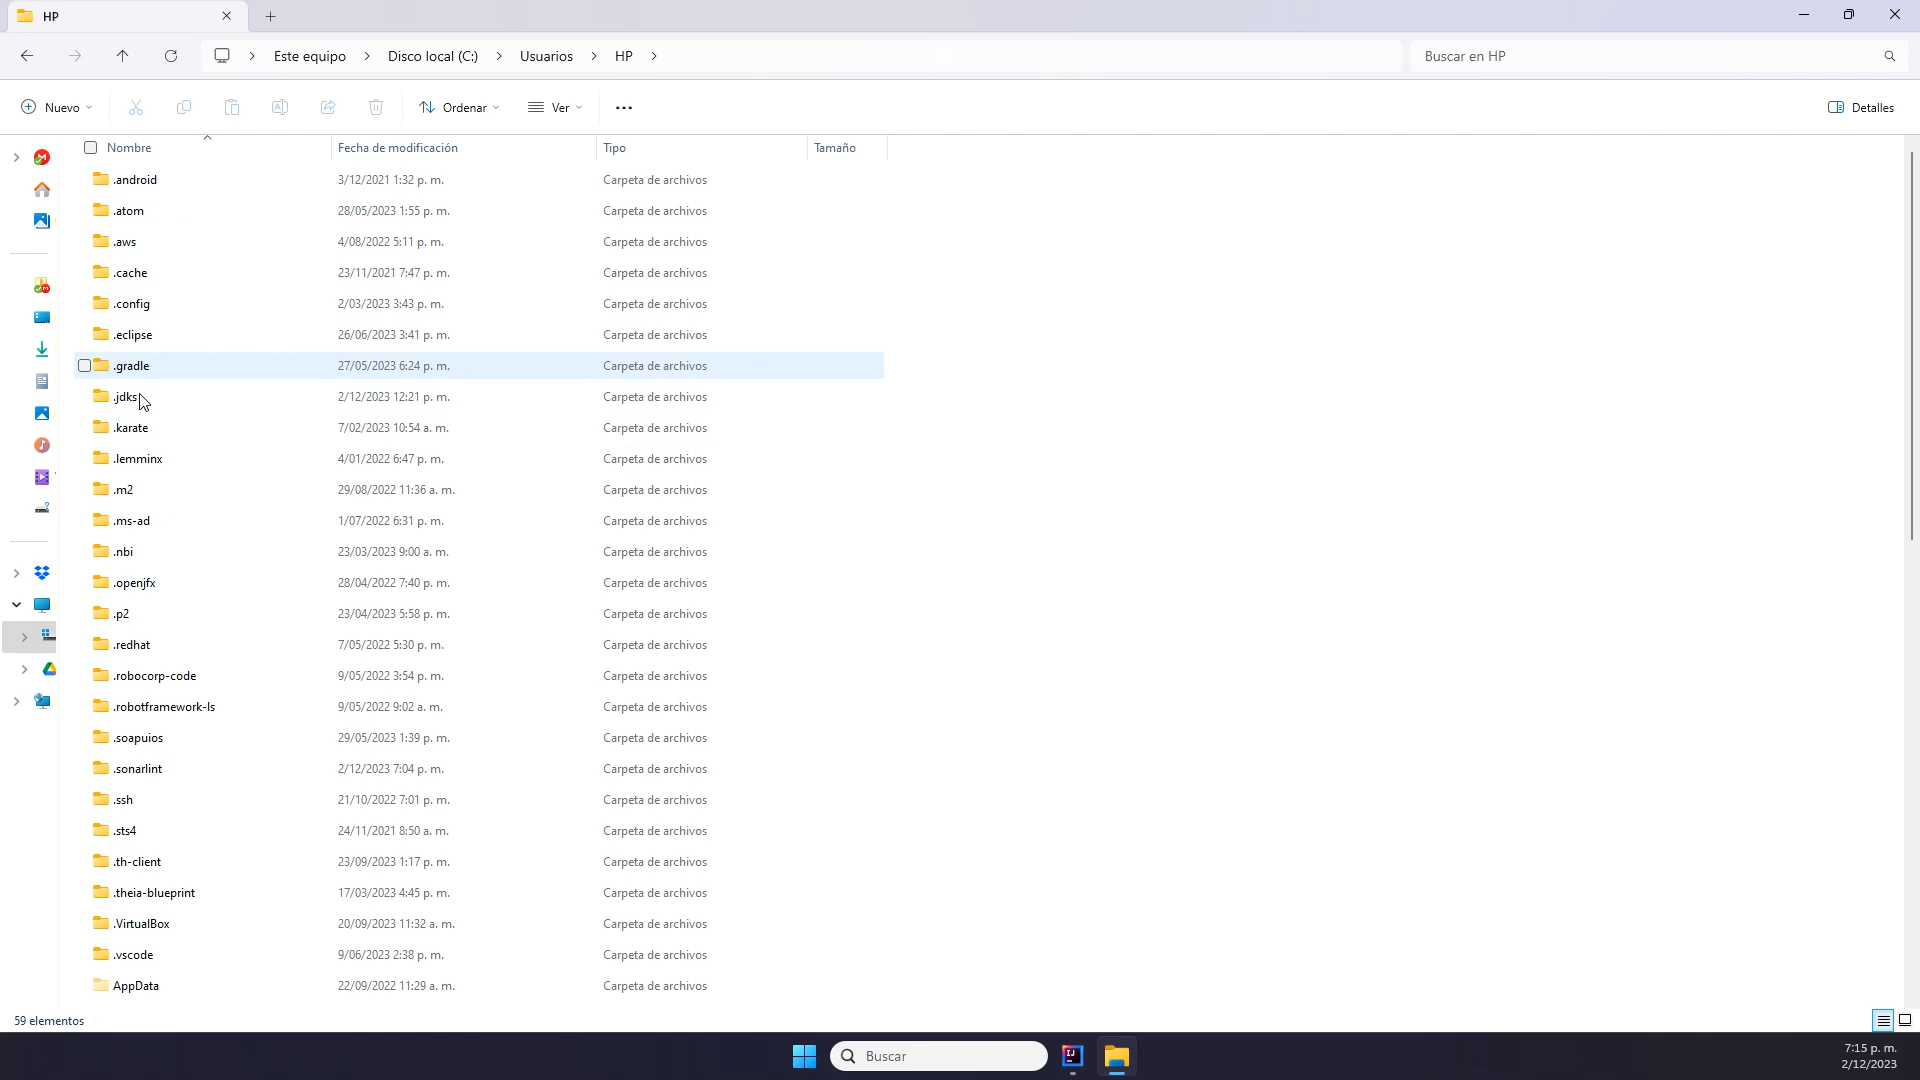 HP
Este equipo
Disco local (C:)
Usuarios
HP
Buscar en HP
Nuevo
Ordenar
Ver
Detalles
Nombre Fecha de modificación Tipo Tamaño
.android 3/12/2021 1:32 p. m. Carpeta de archivos
.atom 28/05/2023 1:55 p. m. Carpeta de archivos
.aws 4/08/2022 5:11 p. m. Carpeta de archivos
.cache 23/11/2021 7:47 p. m. Carpeta de archivos
.config 2/03/2023 3:43 p. m. Carpeta de archivos
.eclipse 26/06/2023 3:41 p. m. Carpeta de archivos
.gradle 27/05/2023 6:24 p. m. Carpeta de archivos
.jdks 2/12/2023 12:21 p. m. Carpeta de archivos
.karate 7/02/2023 10:54 a. m. Carpeta de archivos
.lemminx 4/01/2022 6:47 p. m. Carpeta de archivos
.m2 29/08/2022 11:36 a. m. Carpeta de archivos
.ms-ad 1/07/2022 6:31 p. m. Carpeta de archivos
.nbi 23/03/2023 9:00 a. m. Carpeta de archivos
.openjfx 28/04/2022 7:40 p. m. Carpeta de archivos
.p2 23/04/2023 5:58 p. m. Carpeta de archivos
.redhat 7/05/2022 5:30 p. m. Carpeta de archivos
.robocorp-code 9/05/2022 3:54 p. m. Carpeta de archivos
.robotframework-ls 9/05/2022 9:02 a. m. Carpeta de archivos
.soapuios 29/05/2023 1:39 p. m. Carpeta de archivos
.sonarlint 2/12/2023 7:04 p. m. Carpeta de archivos
.ssh 21/10/2022 7:01 p. m. Carpeta de archivos
.sts4 24/11/2021 8:50 a. m. Carpeta de archivos
.th-client 23/09/2023 1:17 p. m. Carpeta de archivos
.theia-blueprint 17/03/2023 4:45 p. m. Carpeta de archivos
.VirtualBox 20/09/2023 11:32 a. m. Carpeta de archivos
.vscode 9/06/2023 2:38 p. m. Carpeta de archivos
AppData 22/09/2022 11:29 a. m. Carpeta de archivos
59 elementos
Buscar
7:15 p. m.
2/12/2023